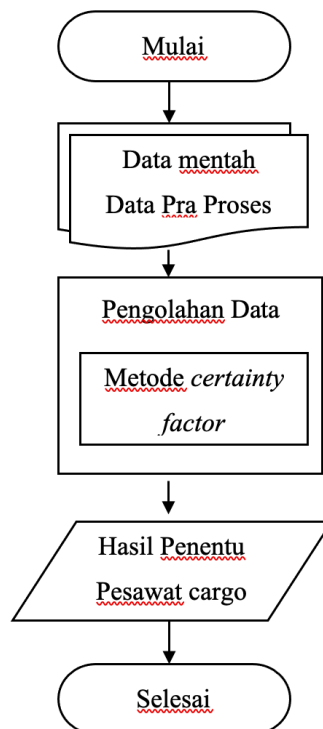 Mulai
Data mentah
Data Pra Proses
Pengolahan Data
Metode certainty
factor
Hasil Penentu
Pesawat cargo
Selesai